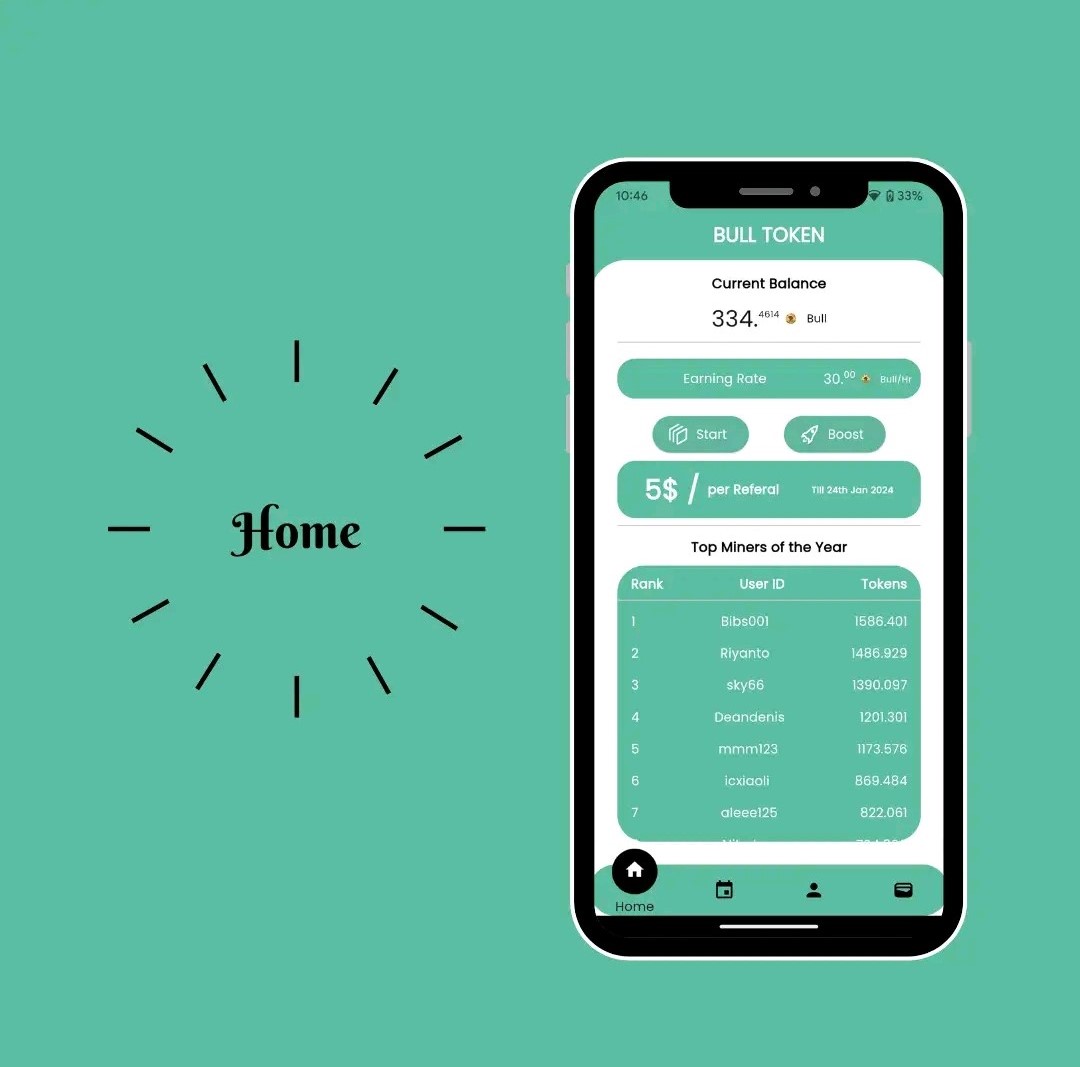 Home
10:46 33%
BULL TOKEN
Current Balance
334.4614 Bull
Earning Rate 30.00 Bull/Hr
Start Boost
5$ / per Referal Till 24th Jan 2024
Top Miners of the Year
Rank User ID Tokens
1 Bibs001 1586.401
2 Riyanto 1486.929
3 sky66 1390.097
4 Deandenis 1201.301
5 mmm123 1173.576
6 icxiaoli 869.484
7 aleee125 822.061
Home